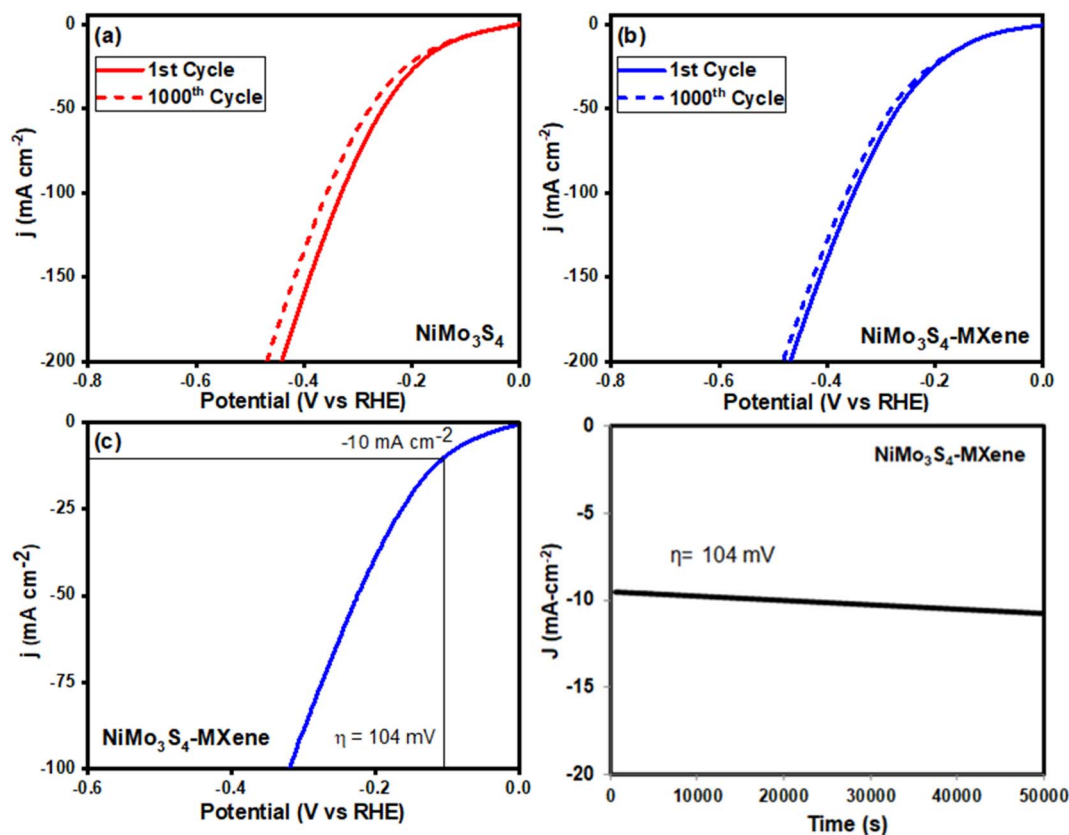 (a)
1st Cycle
1000th Cycle
NiMo3S4
j (mA cm-2)
0
-50
-100
-150
-200
-0.8 -0.6 -0.4 -0.2 0.0
Potential (V vs RHE)
(b)
1st Cycle
1000th Cycle
NiMo3S4-MXene
j (mA cm-2)
0
-50
-100
-150
-200
-0.8 -0.6 -0.4 -0.2 0.0
Potential (V vs RHE)
(c)
-10 mA cm-2
η = 104 mV
NiMo3S4-MXene
j (mA cm-2)
0
-25
-50
-75
-100
-0.6 -0.4 -0.2 0.0
Potential (V vs RHE)
NiMo3S4-MXene
η= 104 mV
J (mA-cm-2)
0
-5
-10
-15
-20
0 10000 20000 30000 40000 50000
Time (s)